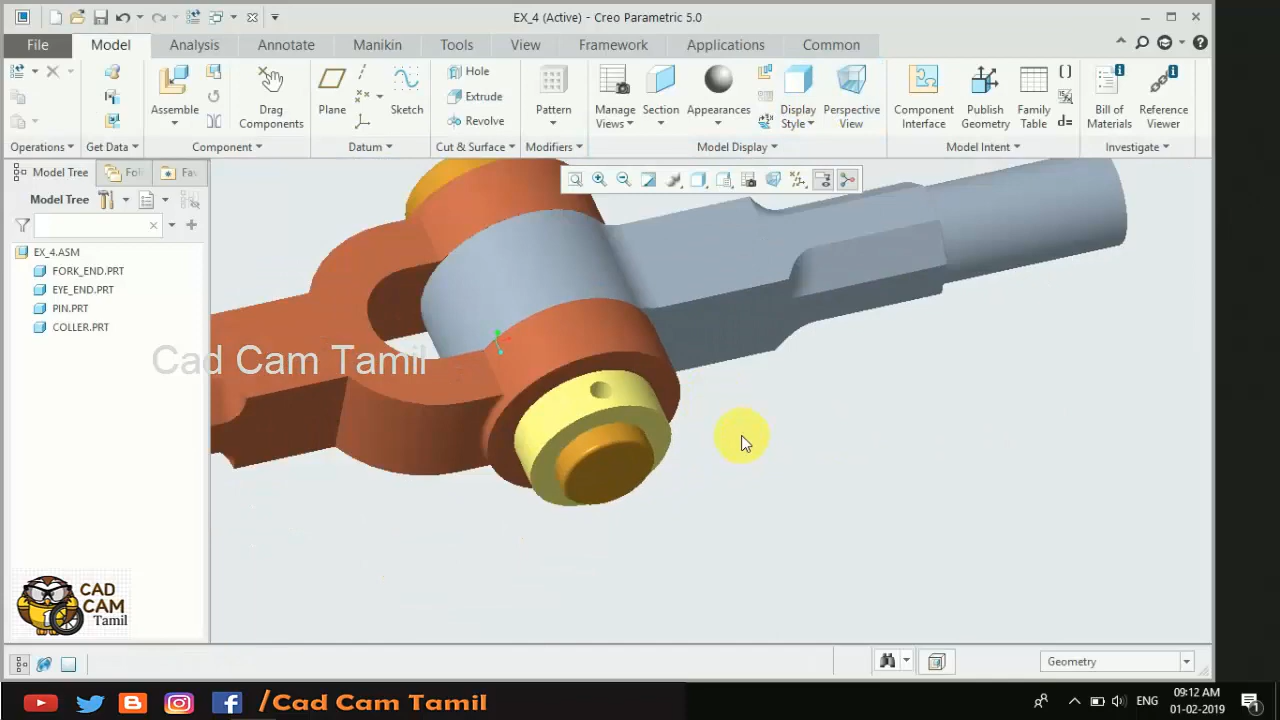 EX_4 (Active) - Creo Parametric 5.0
File Model Analysis Annotate Manikin Tools View Framework Applications Common
Assemble
Drag Components
Plane
Sketch
Hole
Extrude
Revolve
Pattern
Manage Views
Section
Appearances
Display Style
Perspective View
Component Interface
Publish Geometry
Family Table
d=
Bill of Materials
Reference Viewer
Operations Get Data Component Datum Cut & Surface Modifiers Model Display Model Intent Investigate
Model Tree Fol Fav
Model Tree
EX_4.ASM
FORK_END.PRT
EYE_END.PRT
PIN.PRT
COLLER.PRT
Cad Cam Tamil
CAD
CAM
Tamil
Geometry
/Cad Cam Tamil
ENG
09:12 AM
01-02-2019
1